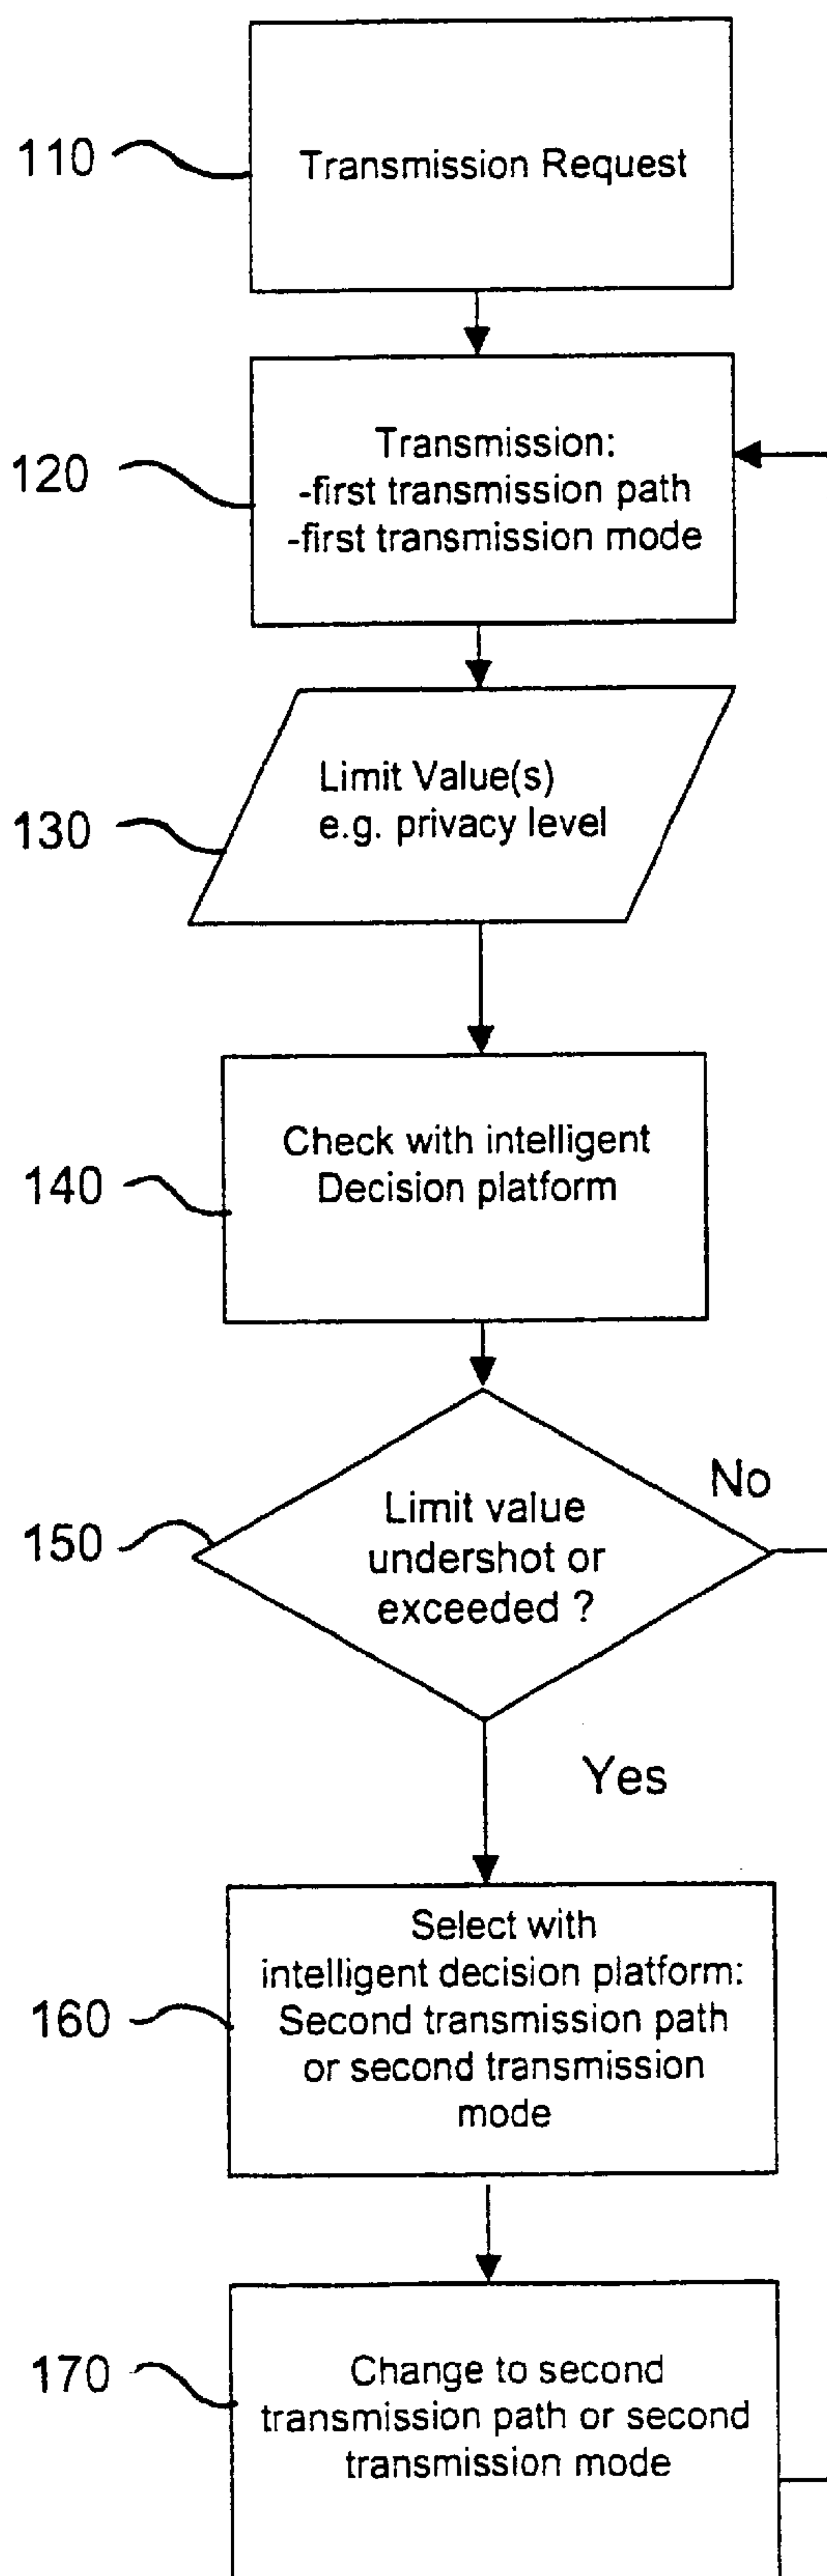 110
Transmission Request
120
Transmission:
-first transmission path
-first transmission mode
130
Limit Value(s)
e.g. privacy level
140
Check with intelligent
Decision platform
150
Limit value
undershot or
exceeded ?
No
Yes
160
Select with
intelligent decision platform:
Second transmission path
or second transmission
mode
170
Change to second
transmission path or second
transmission mode